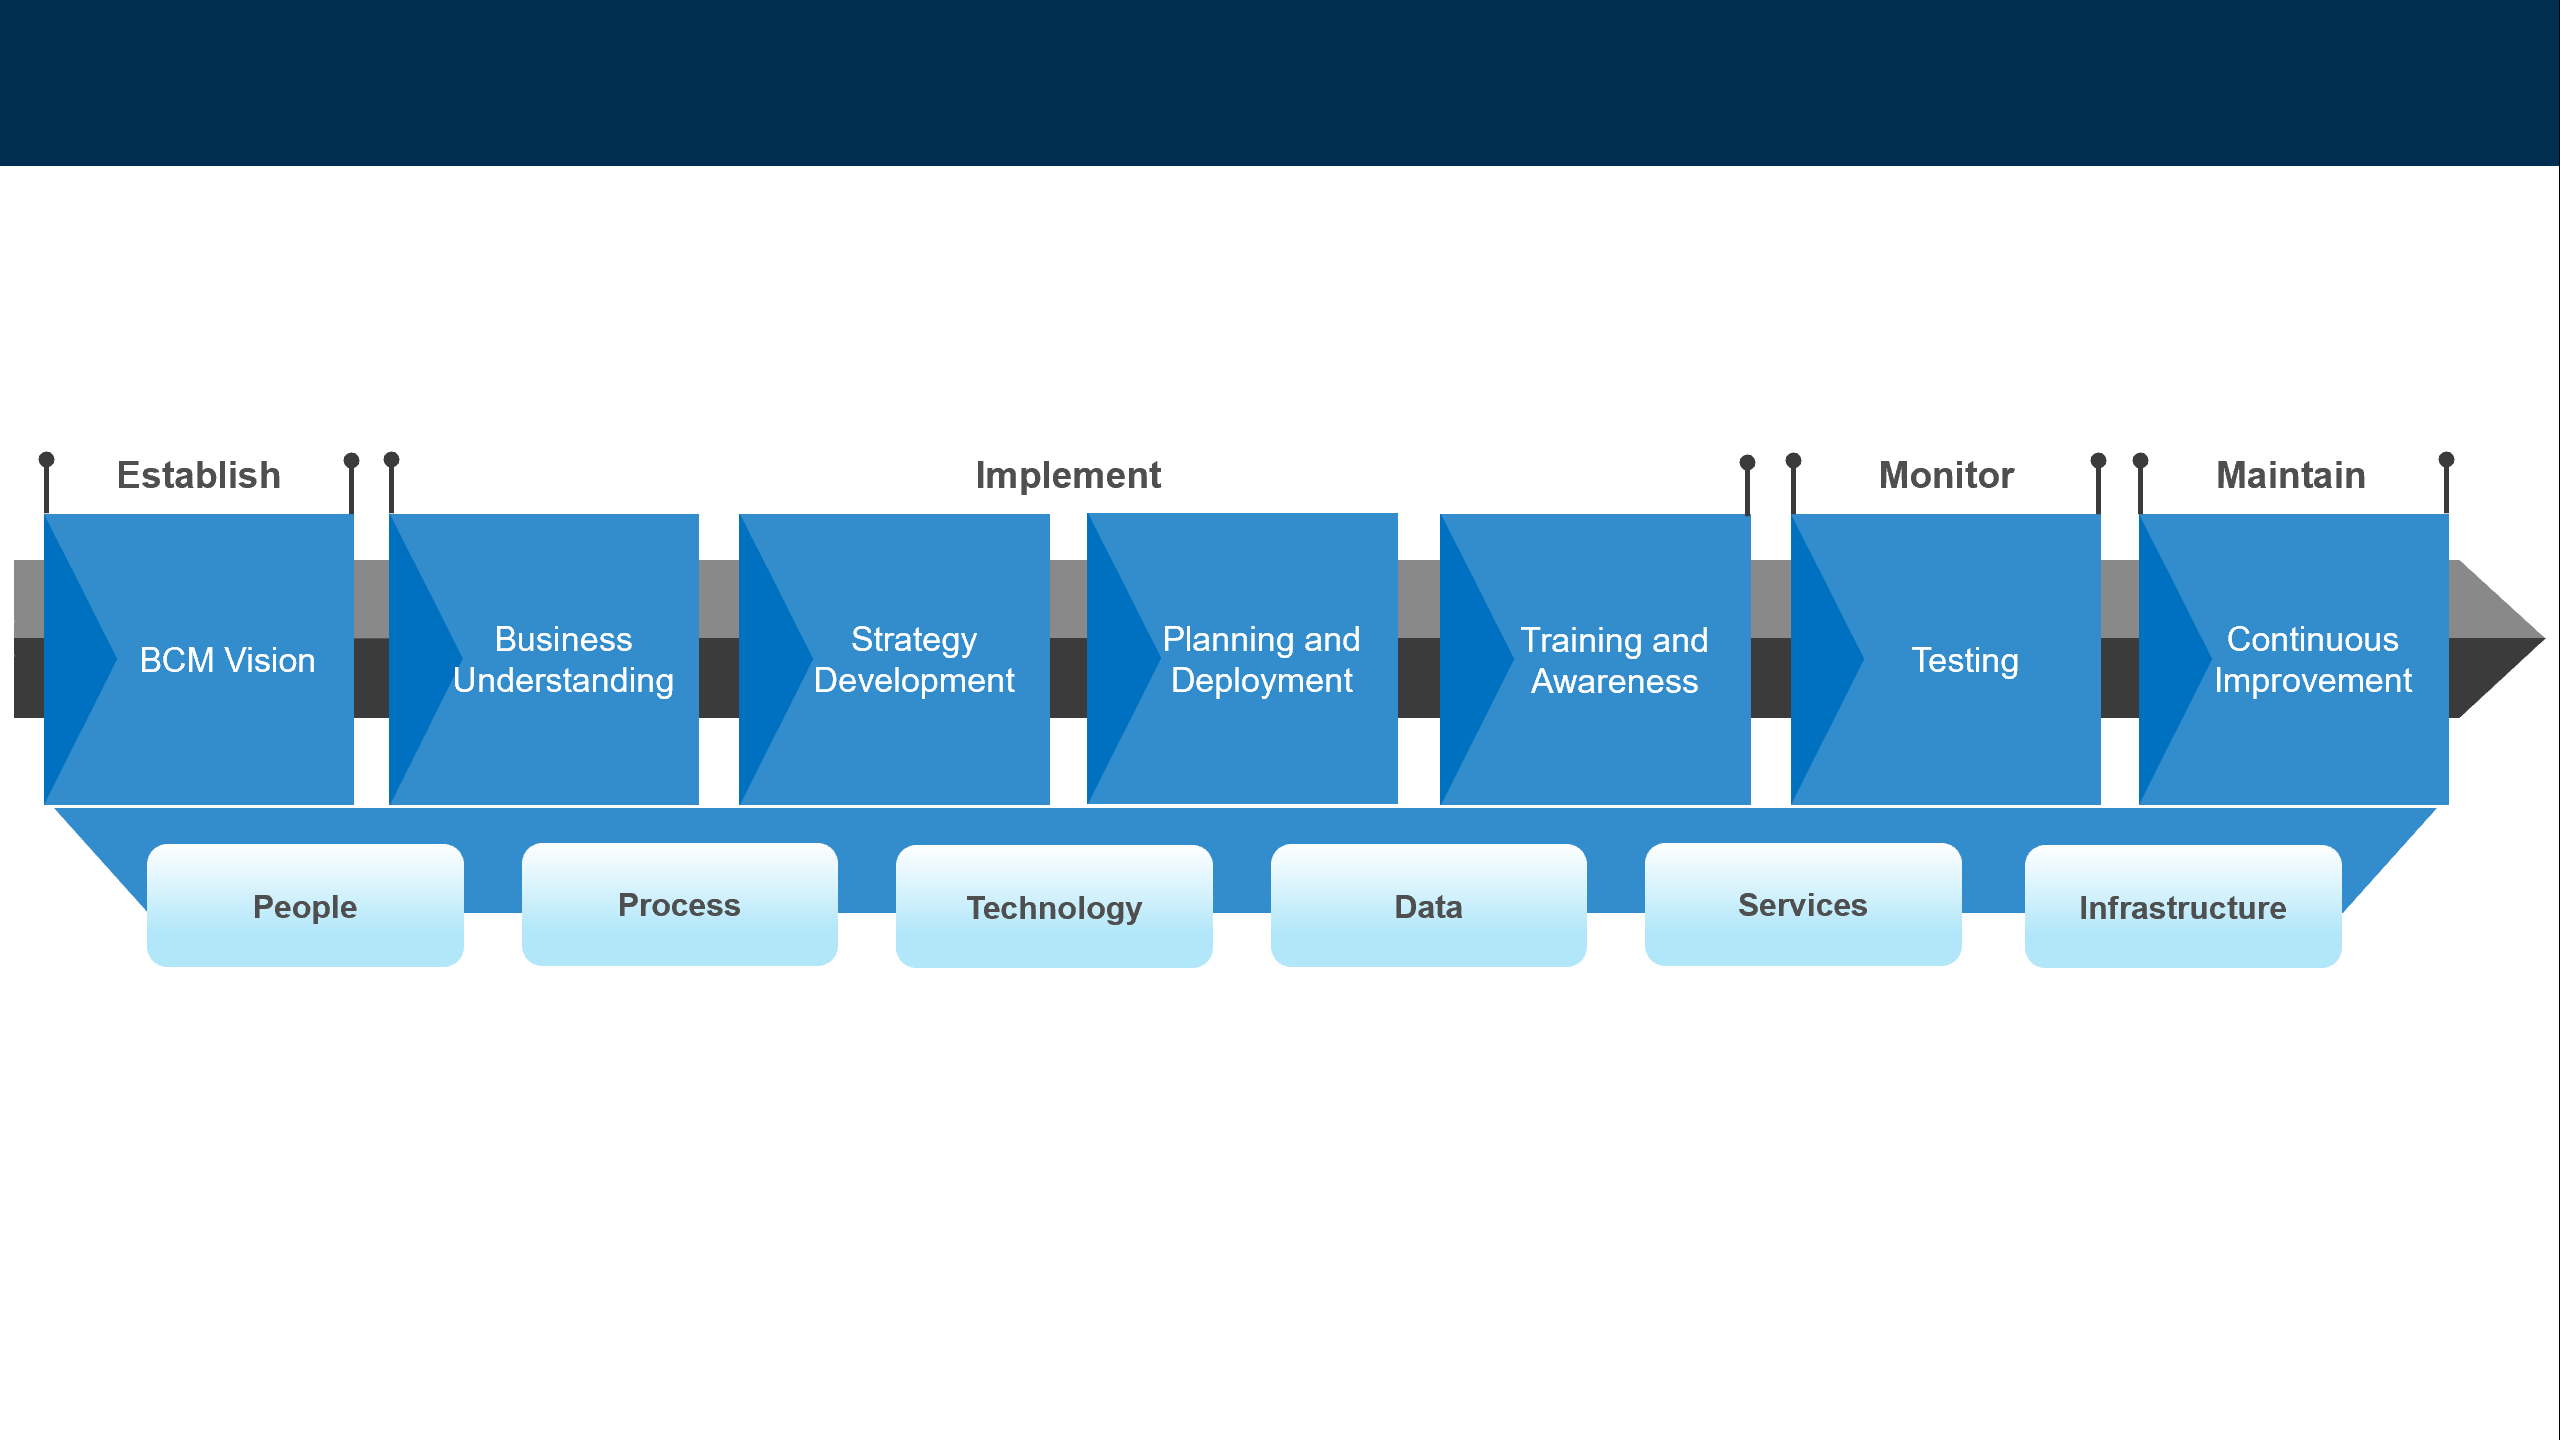 Establish
Implement
Monitor
Maintain
BCM Vision
Business
Understanding
Strategy
Development
Planning and
Deployment
Training and
Awareness
Testing
Continuous
Improvement
People
Process
Technology
Data
Services
Infrastructure